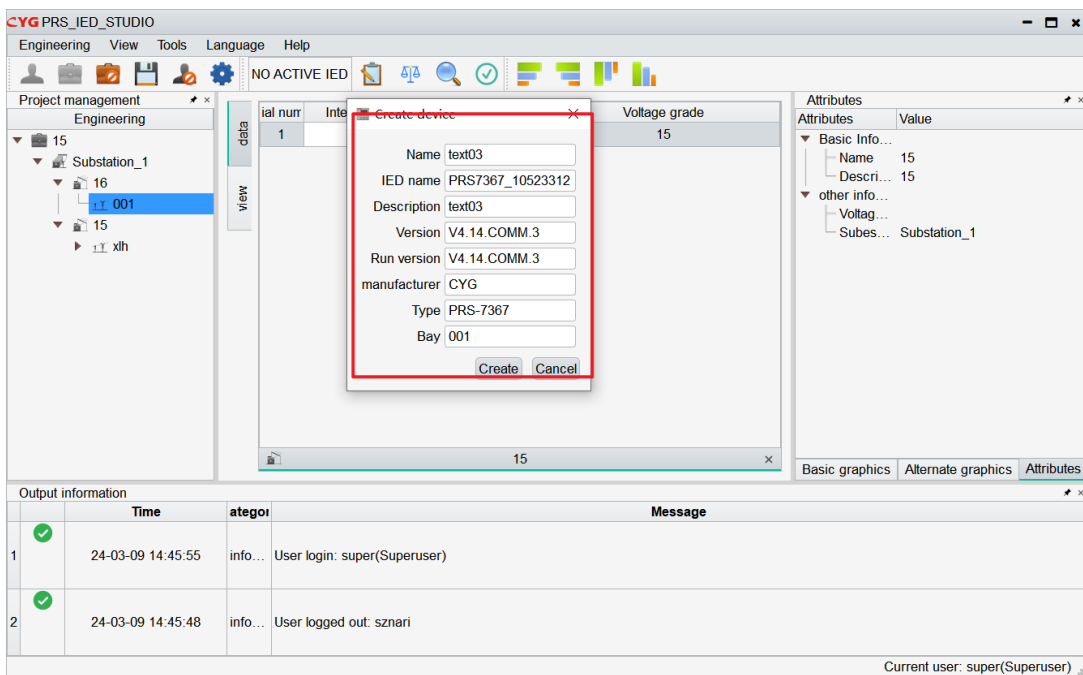 CYG PRS_IED_STUDIO
Engineering View Tools Language Help
NO ACTIVE IED
Project management
Engineering
15
Substation_1
16
001
15
xlh
data
view
ial num Inte Voltage grade
1 15
Create device
Name text03
IED name PRS7367_10523312
Description text03
Version V4.14.COMM.3
Run version V4.14.COMM.3
manufacturer CYG
Type PRS-7367
Bay 001
Create Cancel
15
Attributes
Attributes Value
Basic Info...
Name 15
Descri... 15
other info...
Voltag...
Subes... Substation_1
Basic graphics Alternate graphics Attributes
Output information
Time ategor Message
1 24-03-09 14:45:55 info... User login: super(Superuser)
2 24-03-09 14:45:48 info... User logged out: sznari
Current user: super(Superuser)